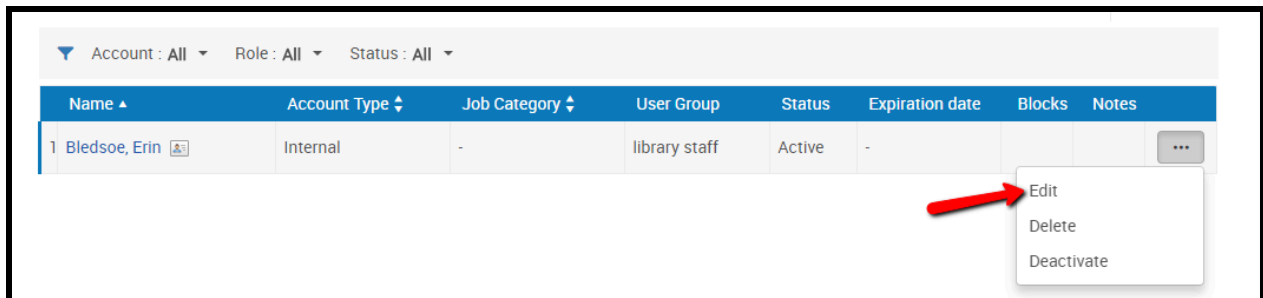 Account : All Role : All Status : All
Name Account Type Job Category User Group Status Expiration date Blocks Notes
1 Bledsoe, Erin Internal - library staff Active - ...
Edit
Delete
Deactivate